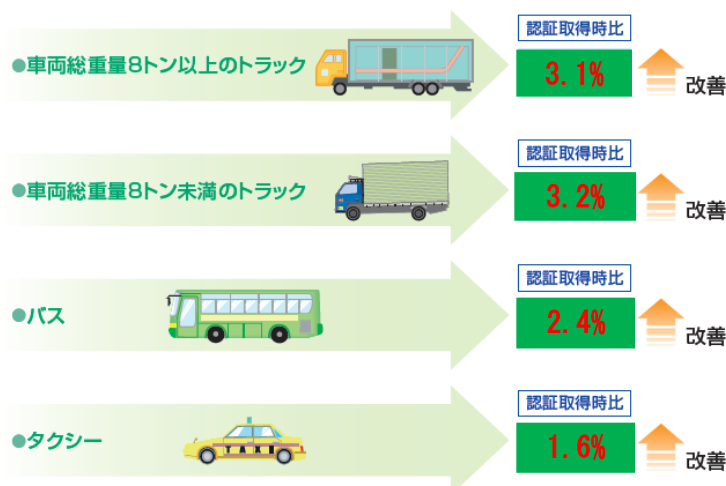 認証取得時比
●車両総重量8トン以上のトラック
3.1%
改善
認証取得時比
●車両総重量8トン未満のトラック
3.2%
改善
認証取得時比
●バス
2.4%
改善
認証取得時比
●タクシー
TAXI
1.6%
改善